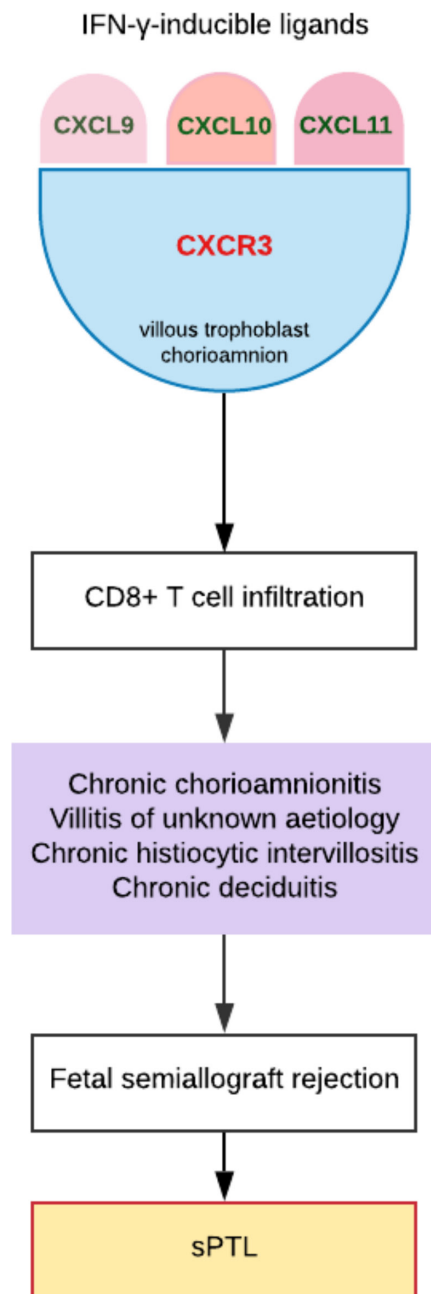 IFN-γ-inducible ligands
CXCL9 CXCL10 CXCL11
CXCR3
villous trophoblast
chorioamnion
CD8+ T cell infiltration
Chronic chorioamnionitis
Villitis of unknown aetiology
Chronic histiocytic intervillositis
Chronic deciduitis
Fetal semiallograft rejection
sPTL